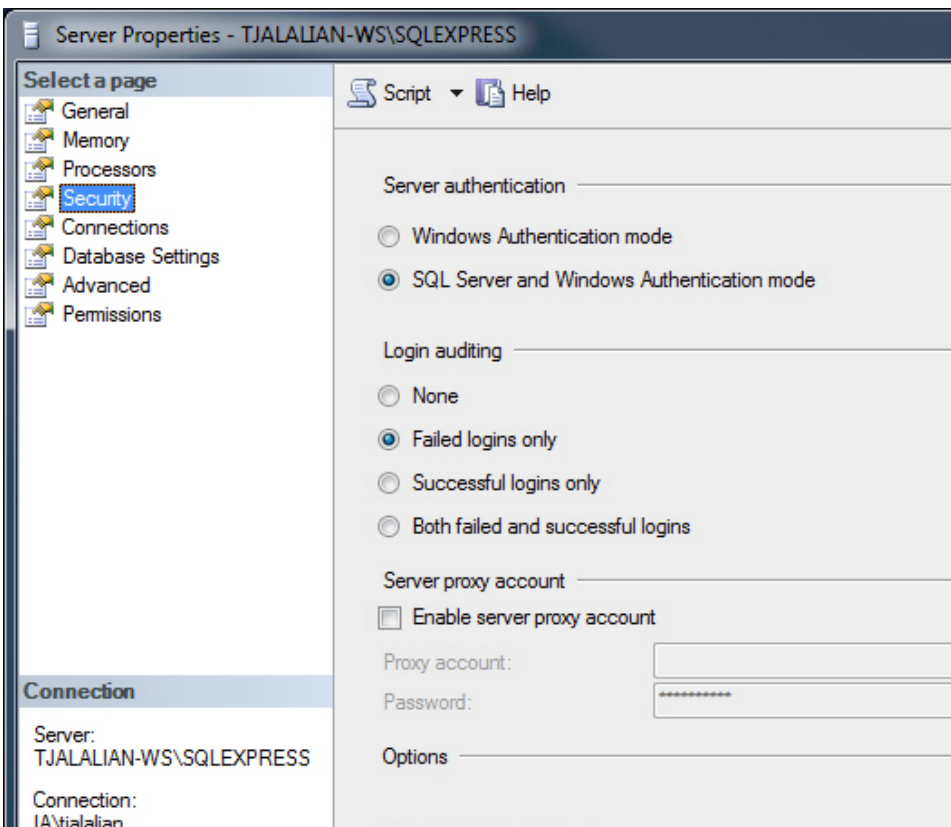 Server Properties - TJALALIAN-WS\SQLEXPRESS
Select a page
General
Memory
Processors
Security
Connections
Database Settings
Advanced
Permissions
Script
Help
Server authentication
Windows Authentication mode
SQL Server and Windows Authentication mode
Login auditing
None
Failed logins only
Successful logins only
Both failed and successful logins
Server proxy account
Enable server proxy account
Proxy account:
Password:
**********
Options
Connection
Server:
TJALALIAN-WS\SQLEXPRESS
Connection:
IA\tjalalian